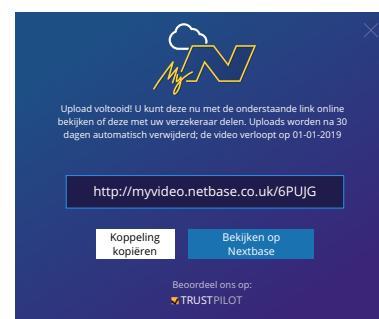 My N
Upload voltooid! U kunt deze nu met de onderstaande link online
bekijken of deze met uw verzekeraar delen. Uploads worden na 30
dagen automatisch verwijderd; de video verloopt op 01-01-2019
http://myvideo.netbase.co.uk/6PUJG
Koppeling
kopiëren
Bekijken op
Nextbase
Beoordeel ons op:
TRUSTPILOT